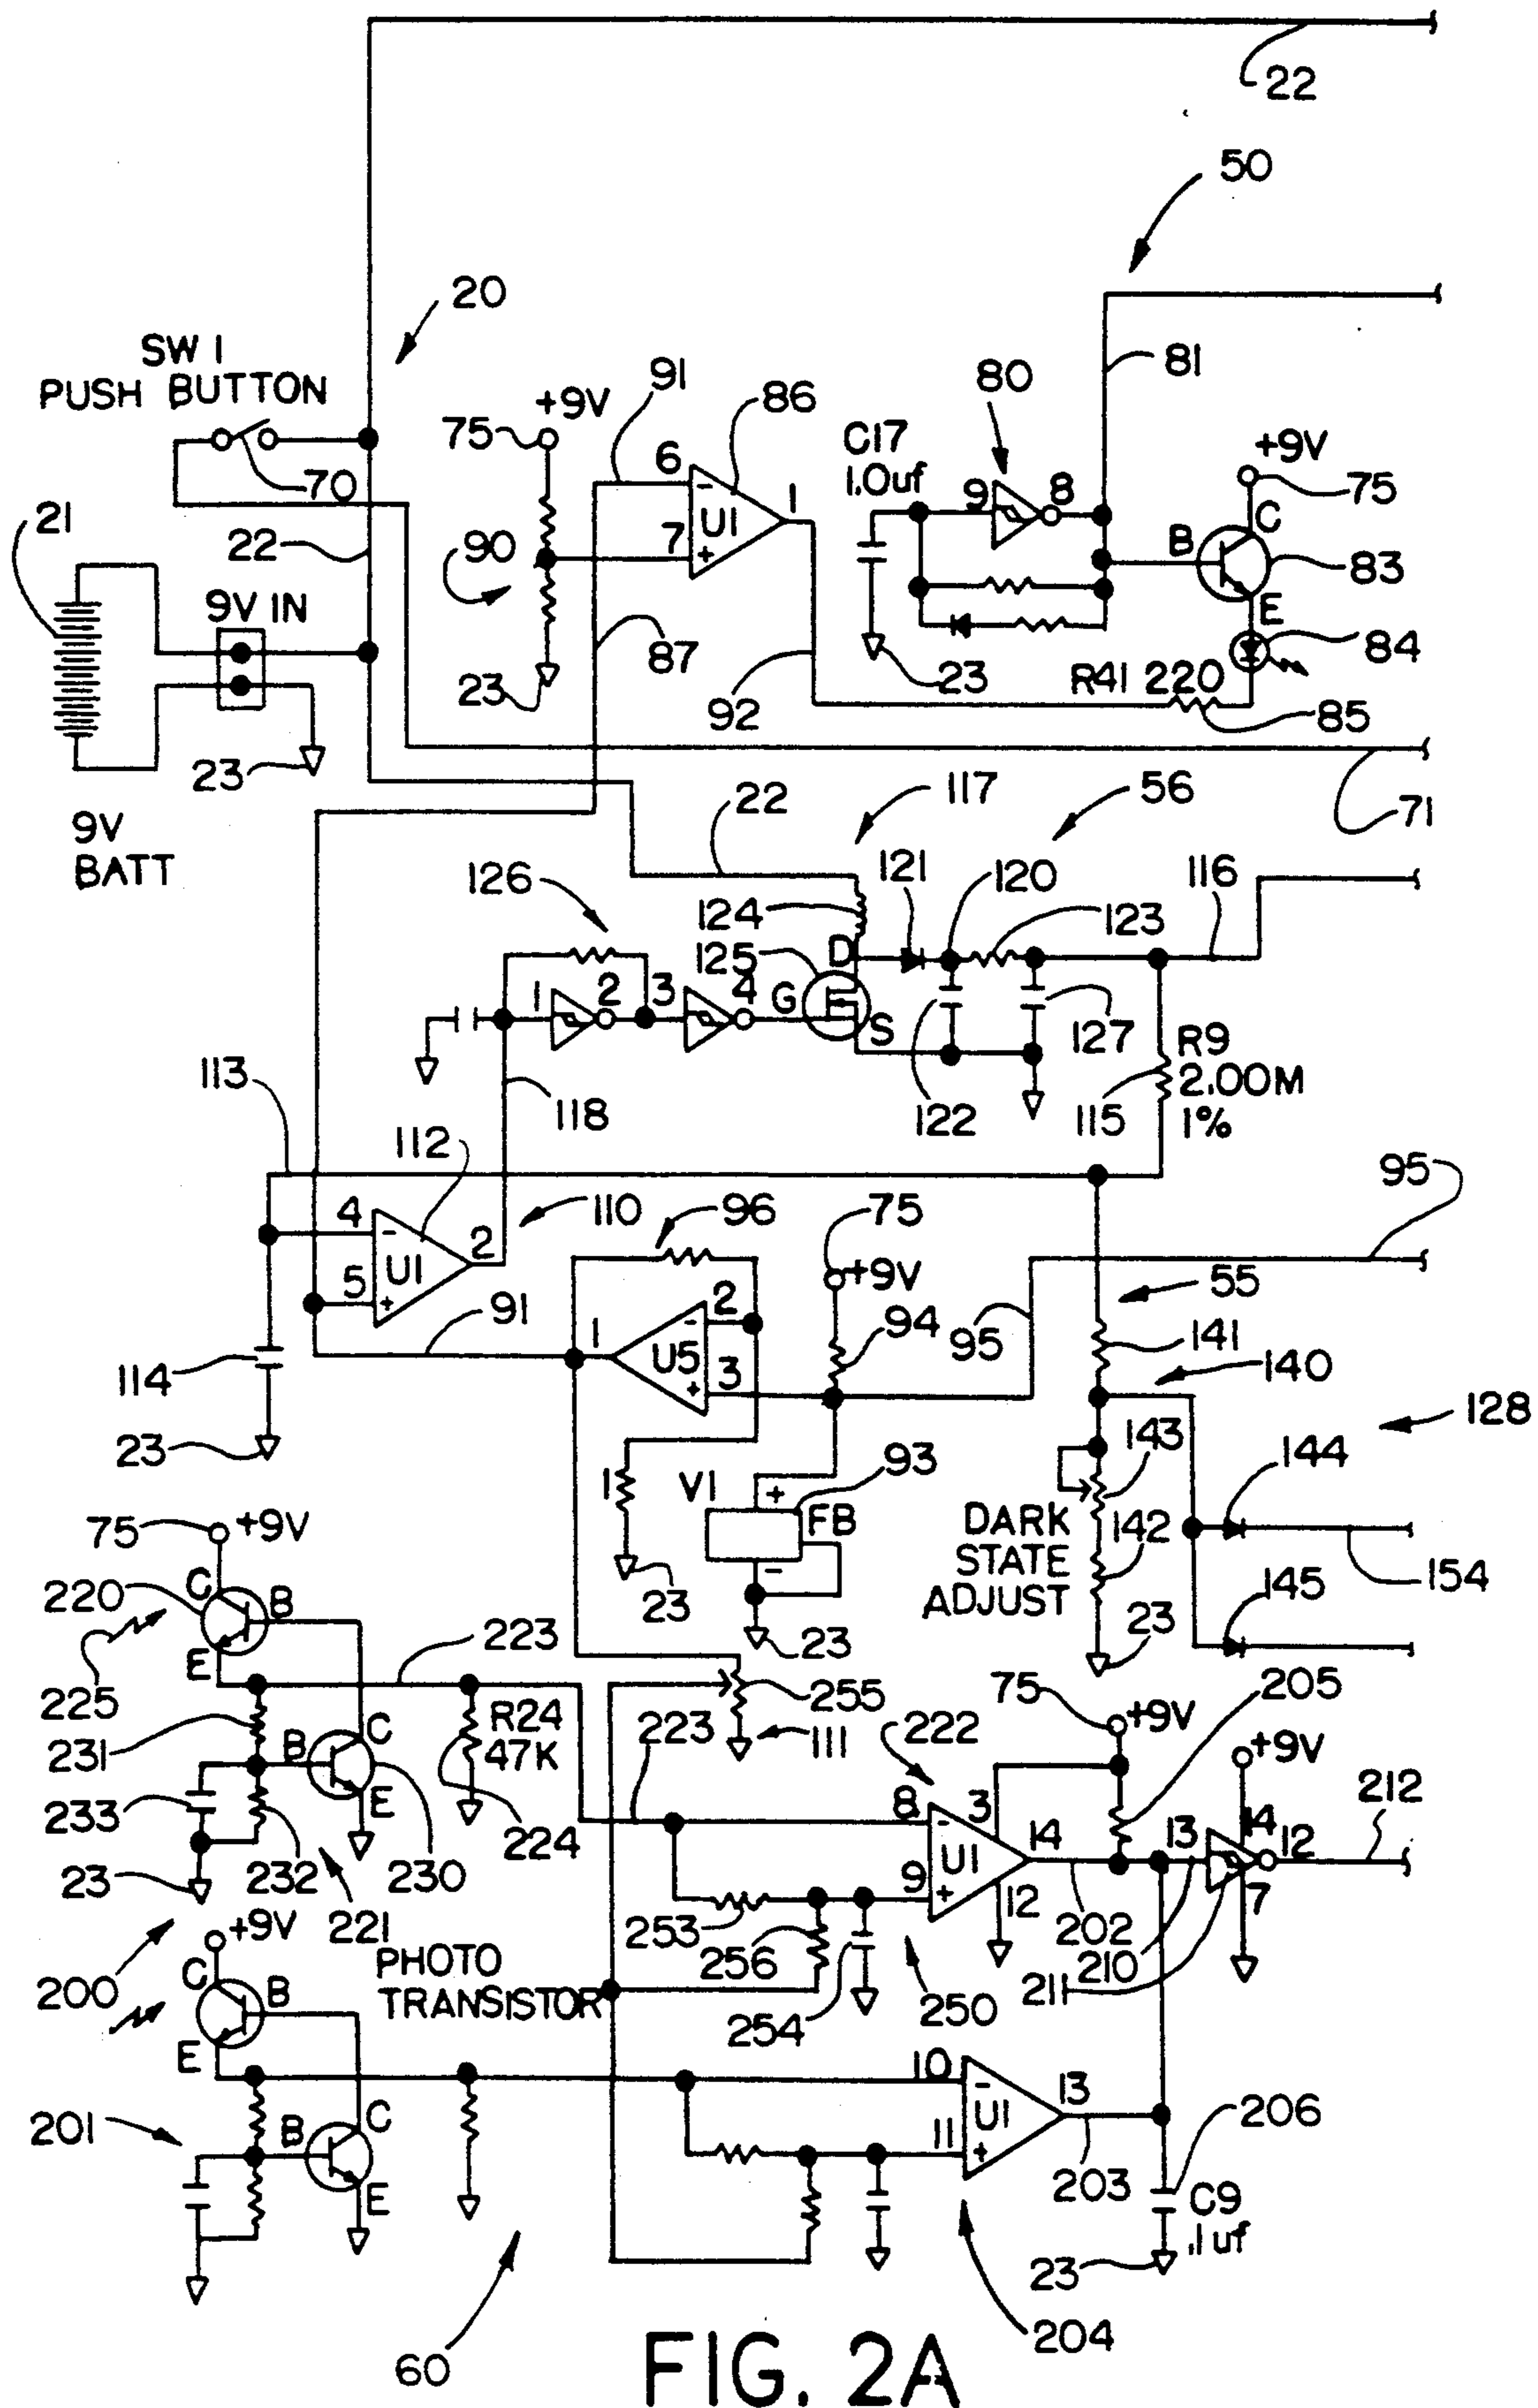 22
50
20
SW 1
PUSH BUTTON
70
21
22
9V IN
23
9V
BATT
+9V
75
90
23
91
86
6
-
U1
7
+
1
87
92
80
C17
1.0uf
9
8
23
81
+9V
75
C
B
83
E
84
R41 220
85
71
117
56
22
126
124
121
120
123
116
D
125
G
S
1
2
3
4
127
122
R9
2.00M
1%
115
113
118
112
4
-
U1
5
+
2
110
96
75
+9V
95
114
91
23
1
U5
2
-
3
+
94
95
55
141
140
128
1
V1
+
93
FB
-
23
23
DARK
STATE
ADJUST
143
142
23
144
154
145
75
+9V
220
C
B
E
225
223
231
R24
47K
255
111
222
75
+9V
205
+9V
B
C
230
E
233
232
224
23
221
223
8
-
3
U1
14
9
+
12
13
14
12
7
212
253
256
254
250
202
210
211
200
+9V
PHOTO
TRANSISTOR
C
B
E
201
B
C
E
10
-
U1
11
+
13
203
206
C9
.1uf
23
204
60
FIG. 2A